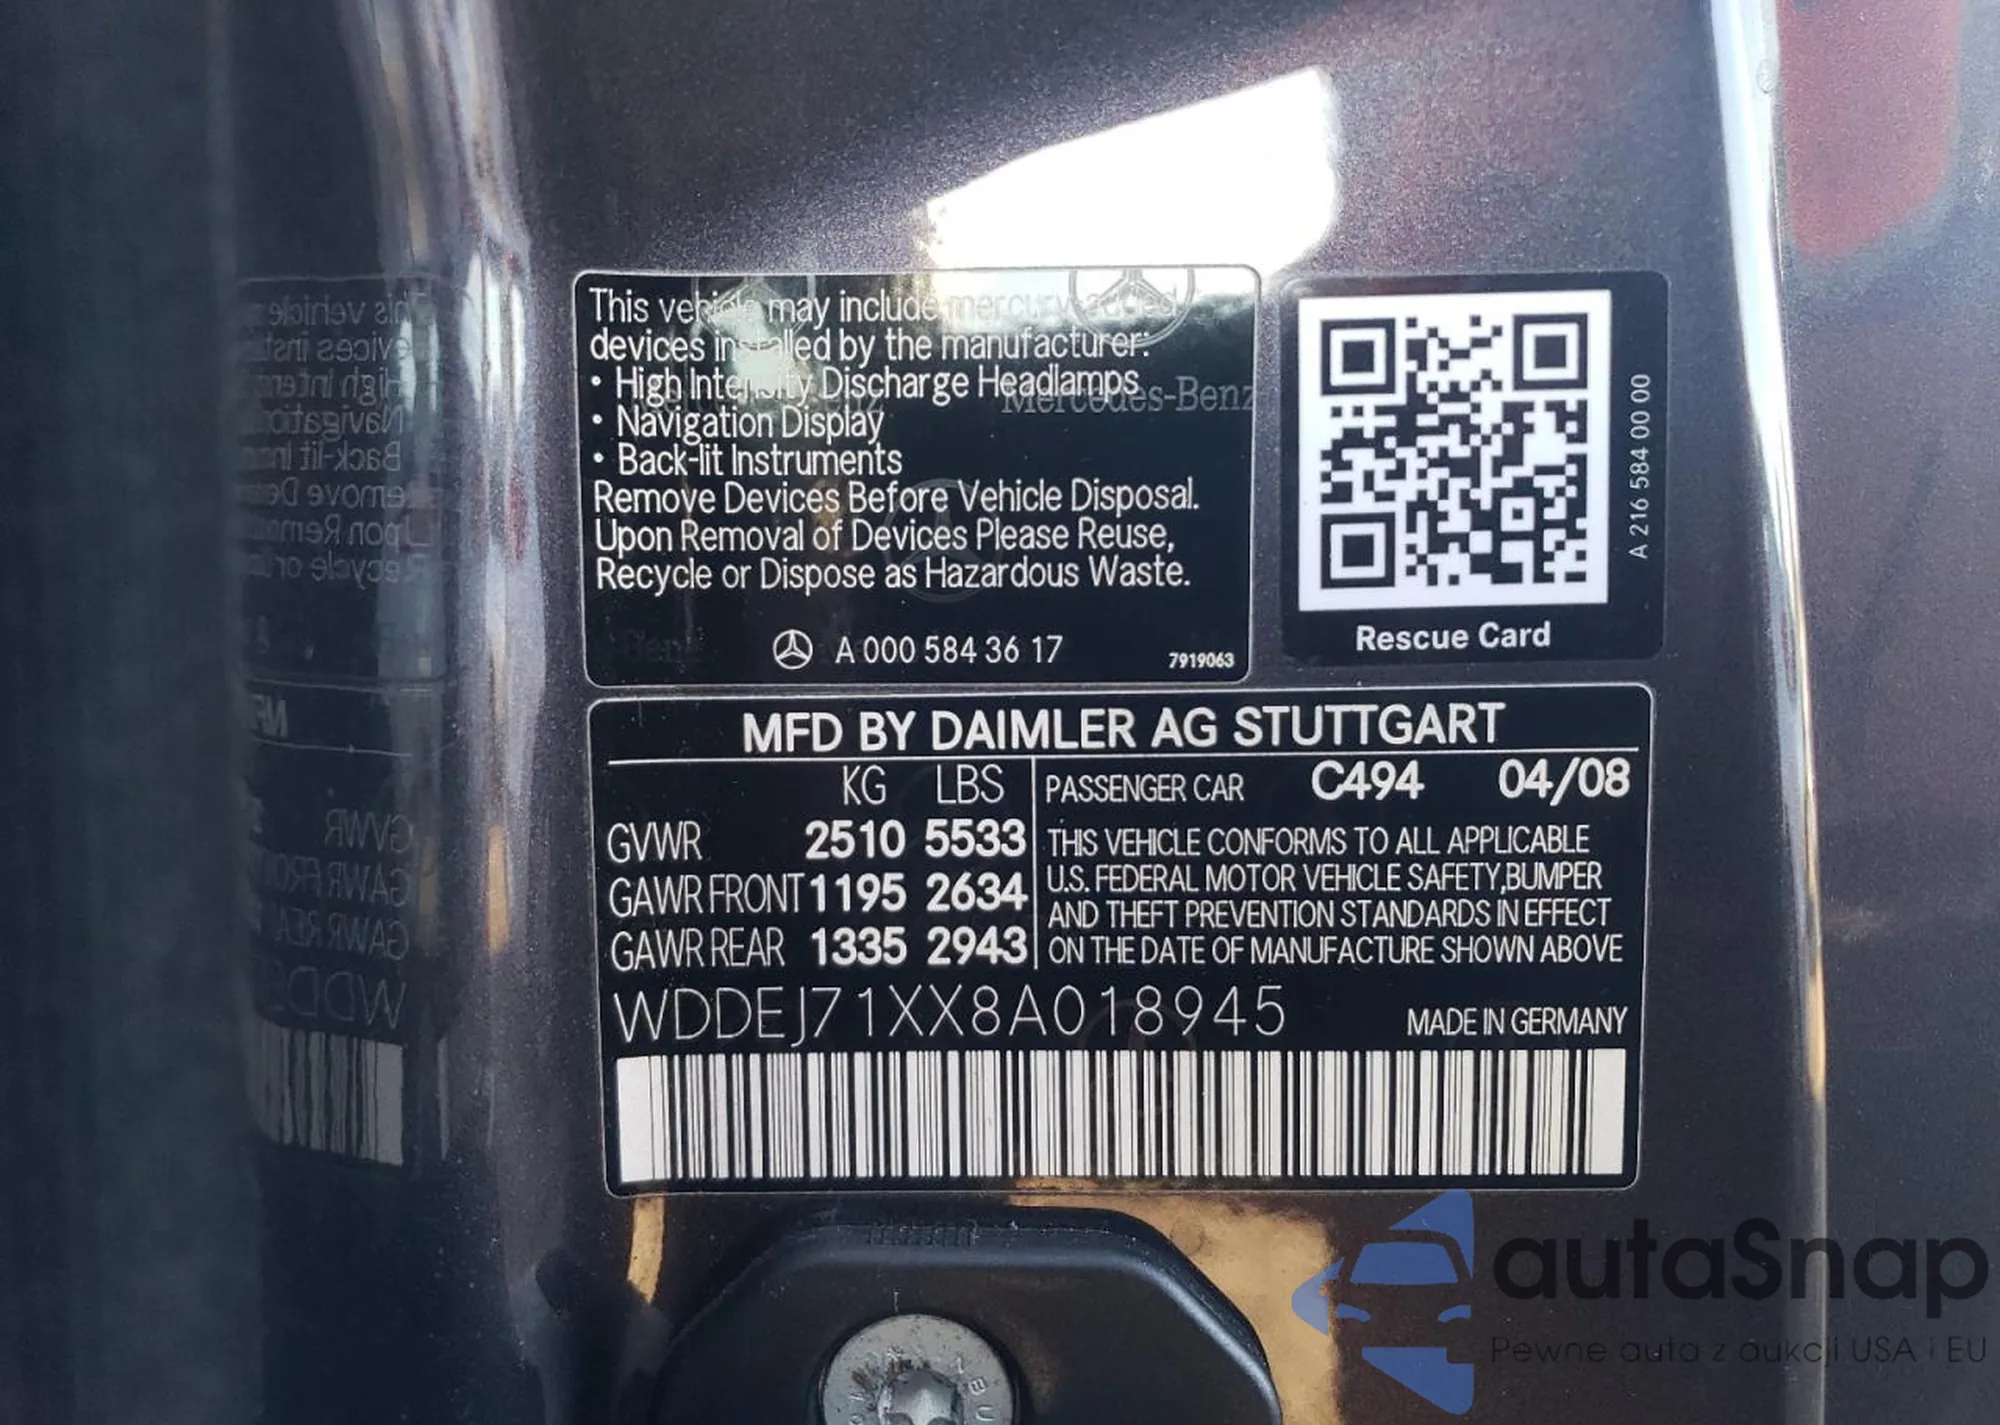 This vehicle may include mercury added
devices installed by the manufacturer:
• High Intensity Discharge Headlamps
• Navigation Display
• Back-lit Instruments
Remove Devices Before Vehicle Disposal.
Upon Removal of Devices Please Reuse,
Recycle or Dispose as Hazardous Waste.
A 000 584 36 17
7919063
Mercedes-Benz
A 216 584 00 00
Rescue Card
MFD BY DAIMLER AG STUTTGART
KG LBS
GVWR 2510 5533
GAWR FRONT 1195 2634
GAWR REAR 1335 2943
PASSENGER CAR C494 04/08
THIS VEHICLE CONFORMS TO ALL APPLICABLE
U.S. FEDERAL MOTOR VEHICLE SAFETY,BUMPER
AND THEFT PREVENTION STANDARDS IN EFFECT
ON THE DATE OF MANUFACTURE SHOWN ABOVE
WDDEJ71XX8A018945
MADE IN GERMANY
autaSnap
Pewne auta z aukcji USA i EU